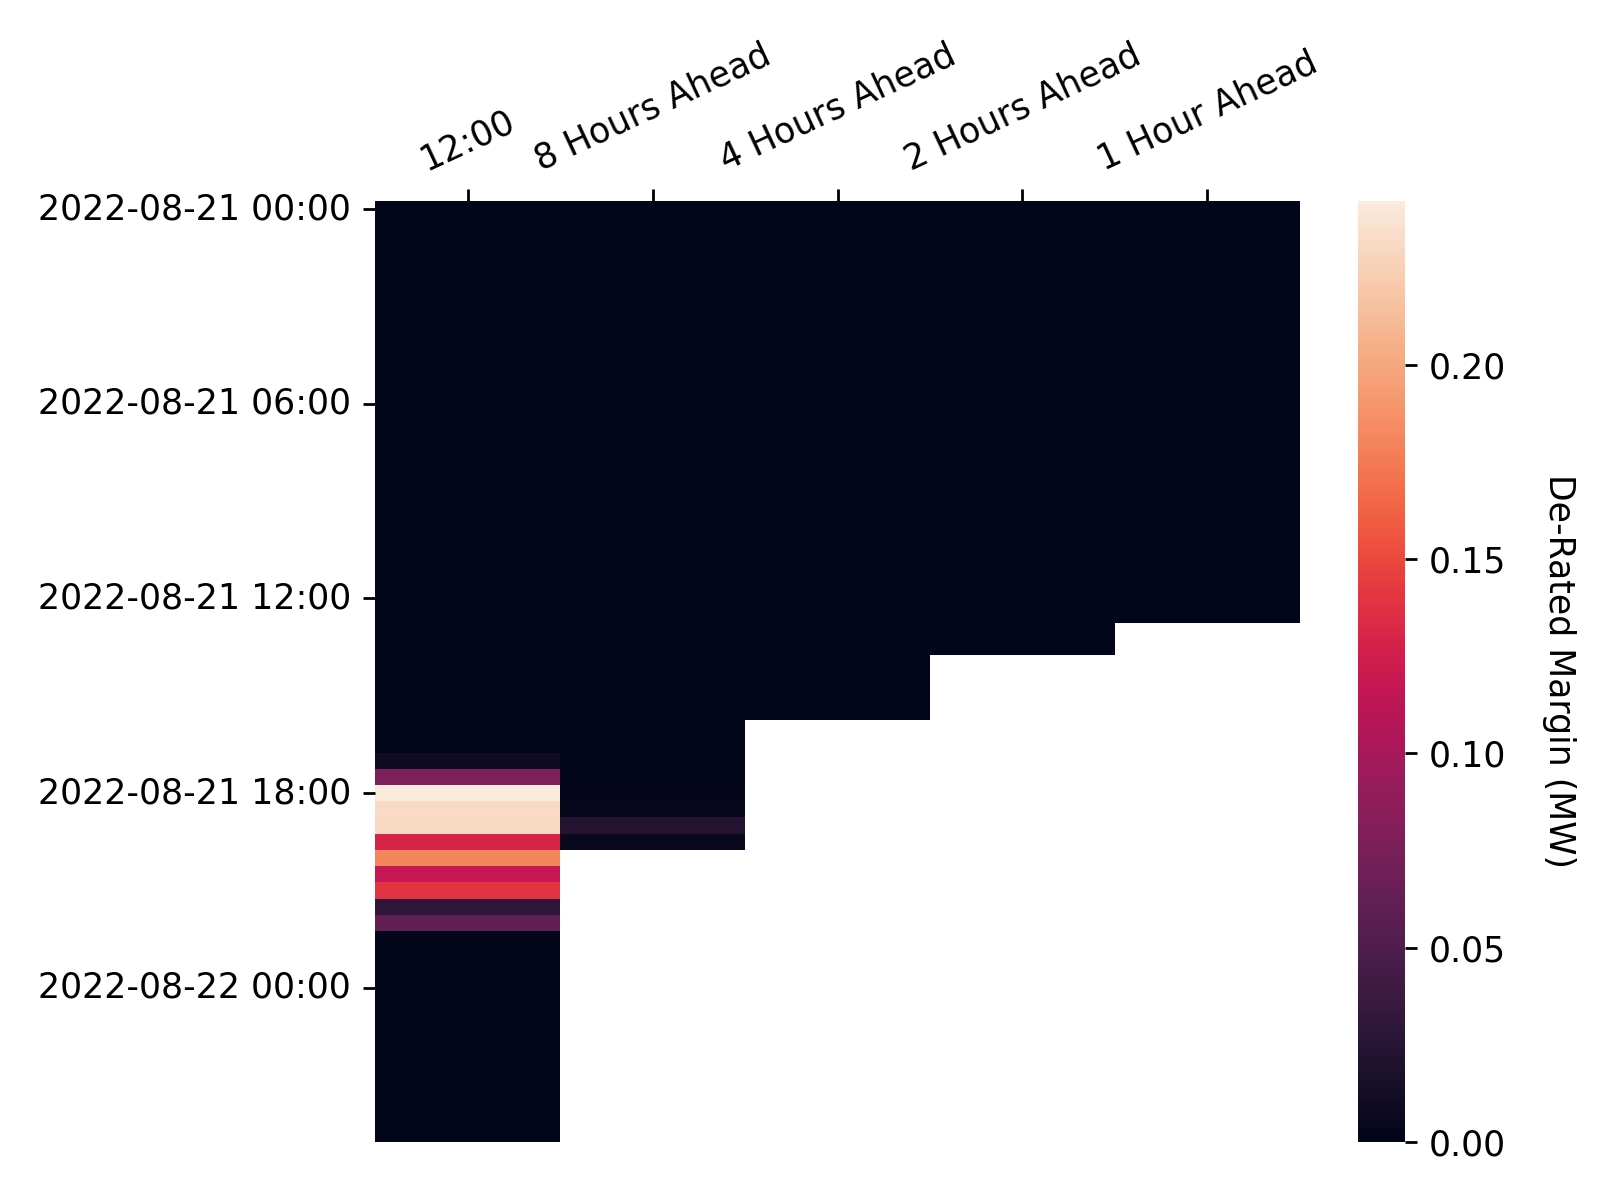 12:00
8 Hours Ahead
4 Hours Ahead
2 Hours Ahead
1 Hour Ahead
2022-08-21 00:00
2022-08-21 06:00
2022-08-21 12:00
2022-08-21 18:00
2022-08-22 00:00
0.20
0.15
0.10
0.05
0.00
De-Rated Margin (MW)